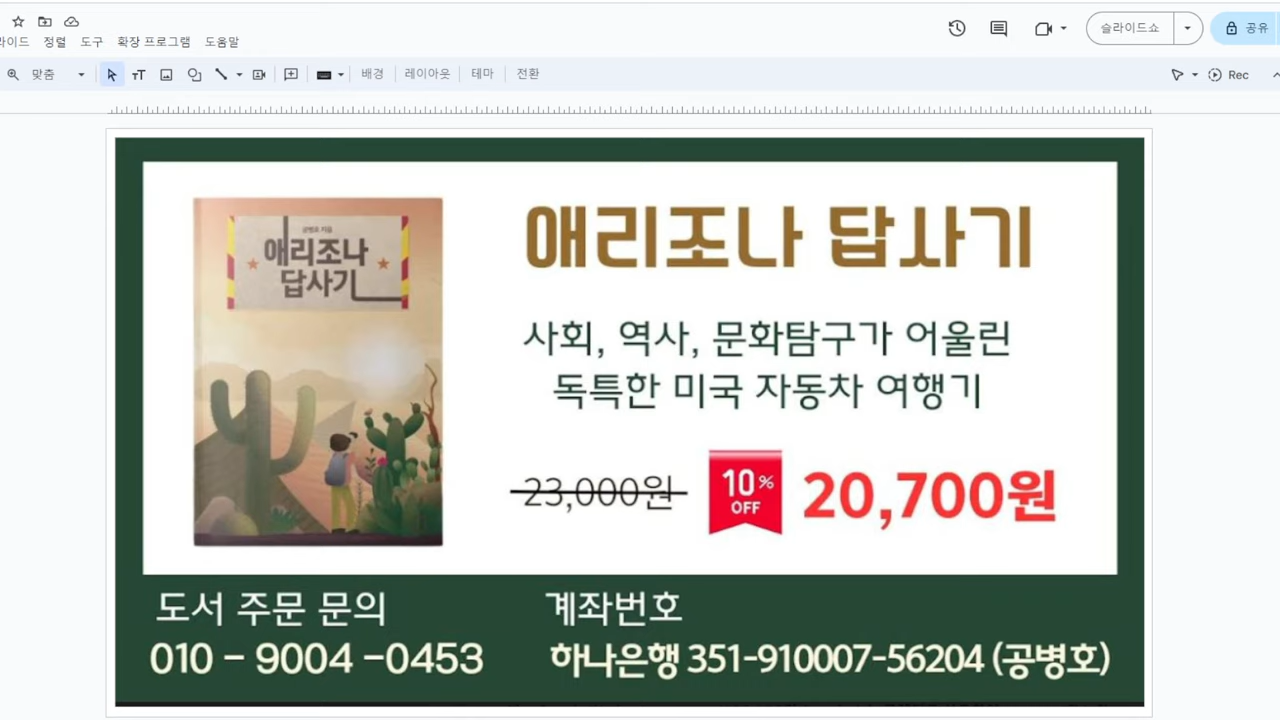 라이드 정렬 도구 확장 프로그램 도움말
슬라이드쇼
공유
맞춤
배경 레이아웃 테마 전환
Rec
공병호 지음
애리조나
답사기
애리조나 답사기
사회, 역사, 문화탐구가 어울린
독특한 미국 자동차 여행기
23,000원
10%
OFF
20,700원
도서 주문 문의
010 – 9004 –0453
계좌번호
하나은행 351-910007-56204 (공병호)